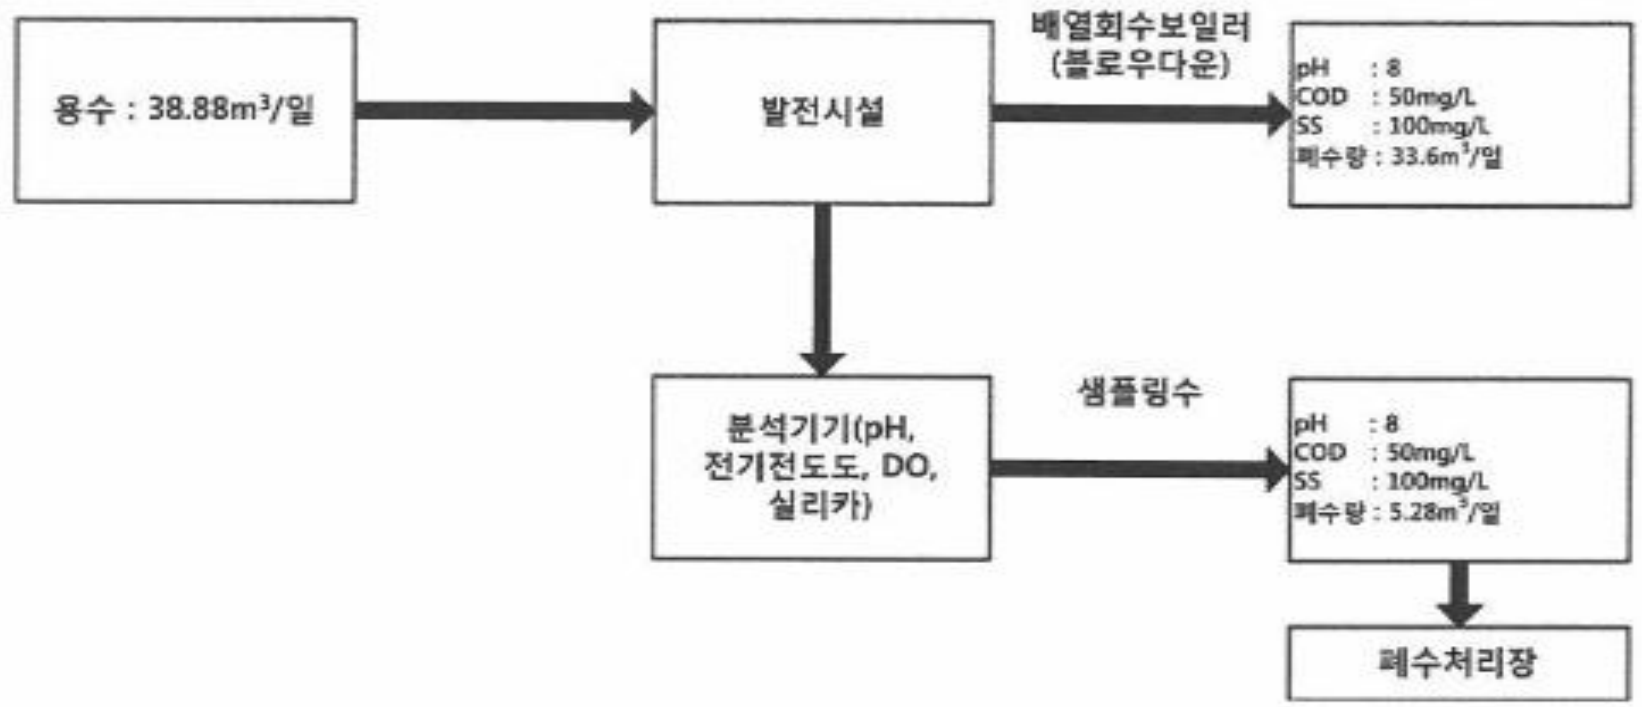 용수 : 38.88m³/일
발전시설
배열회수보일러
(블로우다운)
pH : 8
COD : 50mg/L
SS : 100mg/L
폐수량 : 33.6m³/일
분석기기(pH,
전기전도도, DO,
실리카)
샘플링수
pH : 8
COD : 50mg/L
SS : 100mg/L
폐수량 : 5.28m³/일
폐수처리장